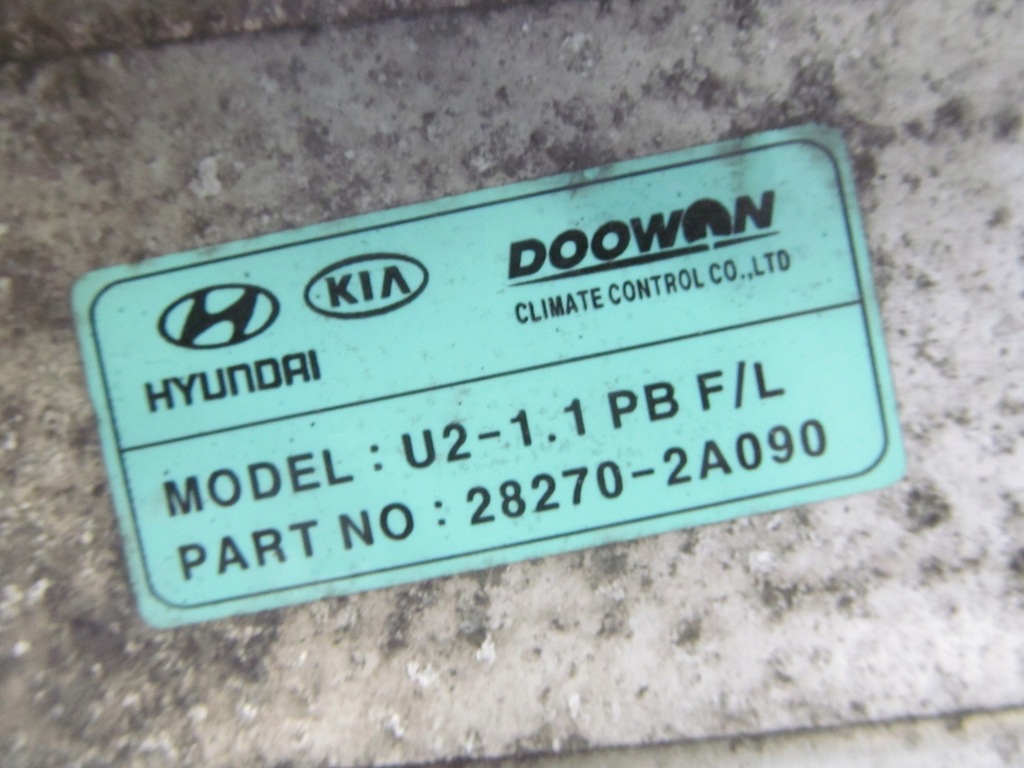 HYUNDAI
KIA
DOOWON
CLIMATE CONTROL CO.,LTD
MODEL : U2-1.1 PB F/L
PART NO : 28270-2A090